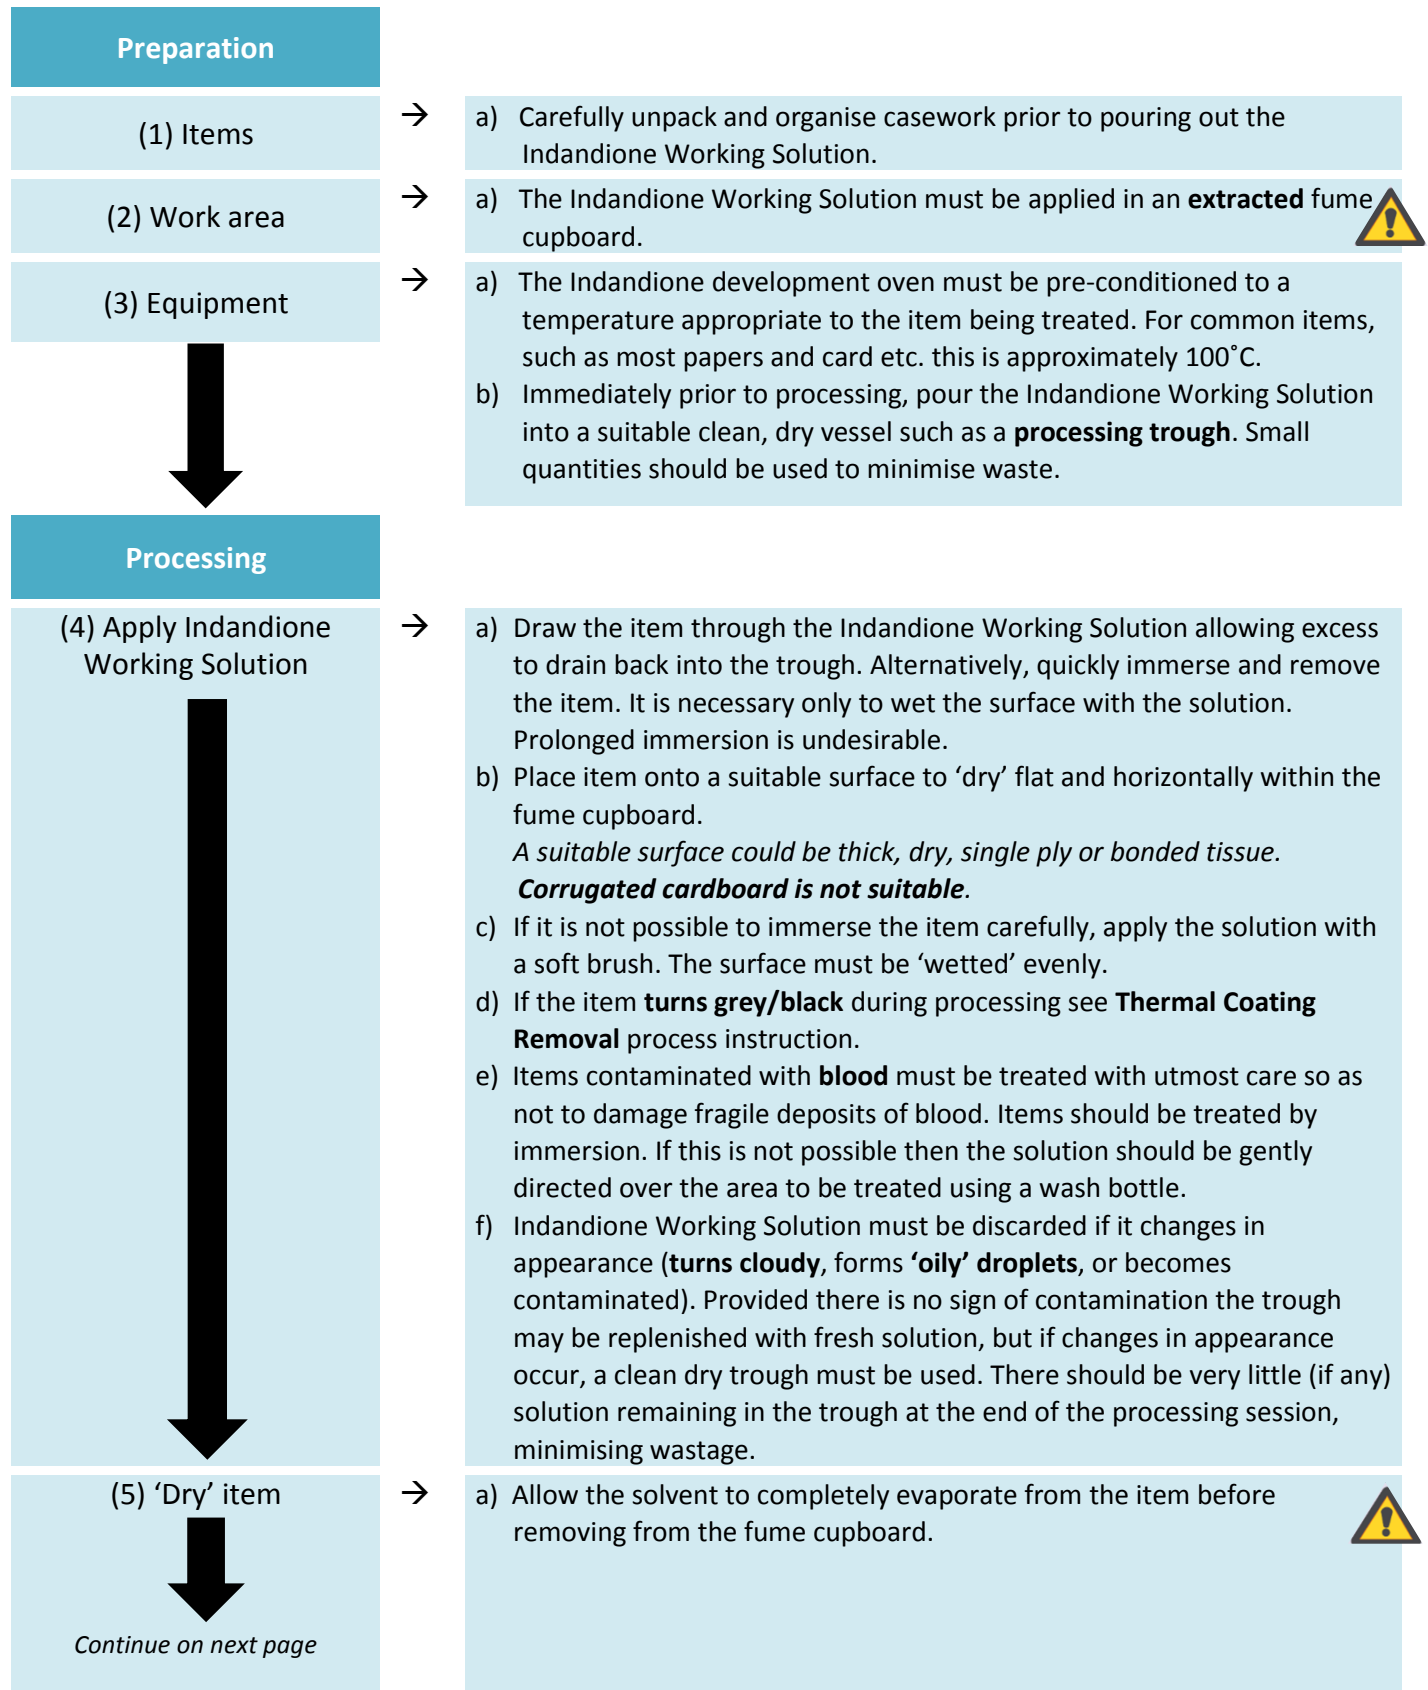 Preparation
(1) Items
→
a) Carefully unpack and organise casework prior to pouring out the
Indandione Working Solution.
(2) Work area
→
a) The Indandione Working Solution must be applied in an extracted fume
cupboard.
(3) Equipment
→
a) The Indandione development oven must be pre-conditioned to a
temperature appropriate to the item being treated. For common items,
such as most papers and card etc. this is approximately 100˚C.
b) Immediately prior to processing, pour the Indandione Working Solution
into a suitable clean, dry vessel such as a processing trough. Small
quantities should be used to minimise waste.
Processing
(4) Apply Indandione
Working Solution
→
a) Draw the item through the Indandione Working Solution allowing excess
to drain back into the trough. Alternatively, quickly immerse and remove
the item. It is necessary only to wet the surface with the solution.
Prolonged immersion is undesirable.
b) Place item onto a suitable surface to ‘dry’ flat and horizontally within the
fume cupboard.
A suitable surface could be thick, dry, single ply or bonded tissue.
Corrugated cardboard is not suitable.
c) If it is not possible to immerse the item carefully, apply the solution with
a soft brush. The surface must be ‘wetted’ evenly.
d) If the item turns grey/black during processing see Thermal Coating
Removal process instruction.
e) Items contaminated with blood must be treated with utmost care so as
not to damage fragile deposits of blood. Items should be treated by
immersion. If this is not possible then the solution should be gently
directed over the area to be treated using a wash bottle.
f) Indandione Working Solution must be discarded if it changes in
appearance (turns cloudy, forms ‘oily’ droplets, or becomes
contaminated). Provided there is no sign of contamination the trough
may be replenished with fresh solution, but if changes in appearance
occur, a clean dry trough must be used. There should be very little (if any)
solution remaining in the trough at the end of the processing session,
minimising wastage.
(5) ‘Dry’ item
→
a) Allow the solvent to completely evaporate from the item before
removing from the fume cupboard.
Continue on next page